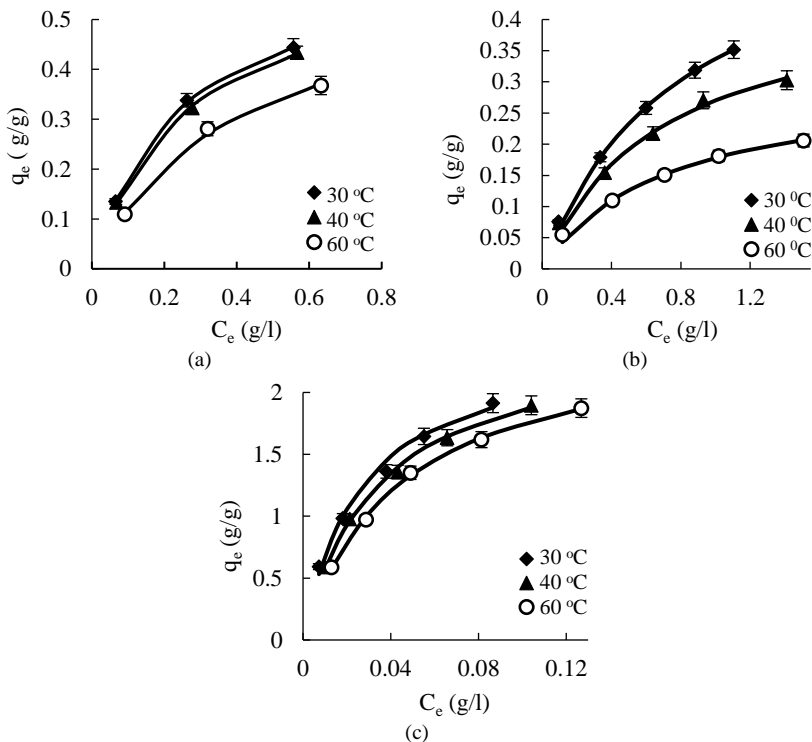 0.5
0.4
0.3
0.2
0.1
0
q_e ( g/g)
30 °C
40 °C
60 °C
0 0.2 0.4 0.6 0.8
C_e (g/l)
(a)
0.4
0.35
0.3
0.25
0.2
0.15
0.1
0.05
0
q_e (g/g)
30 ⁰C
40 ⁰C
60 ⁰C
0 0.4 0.8 1.2
C_e (g/l)
(b)
2
1.5
1
0.5
0
q_e (g/g)
30 °C
40 °C
60 °C
0 0.04 0.08 0.12
C_e (g/l)
(c)